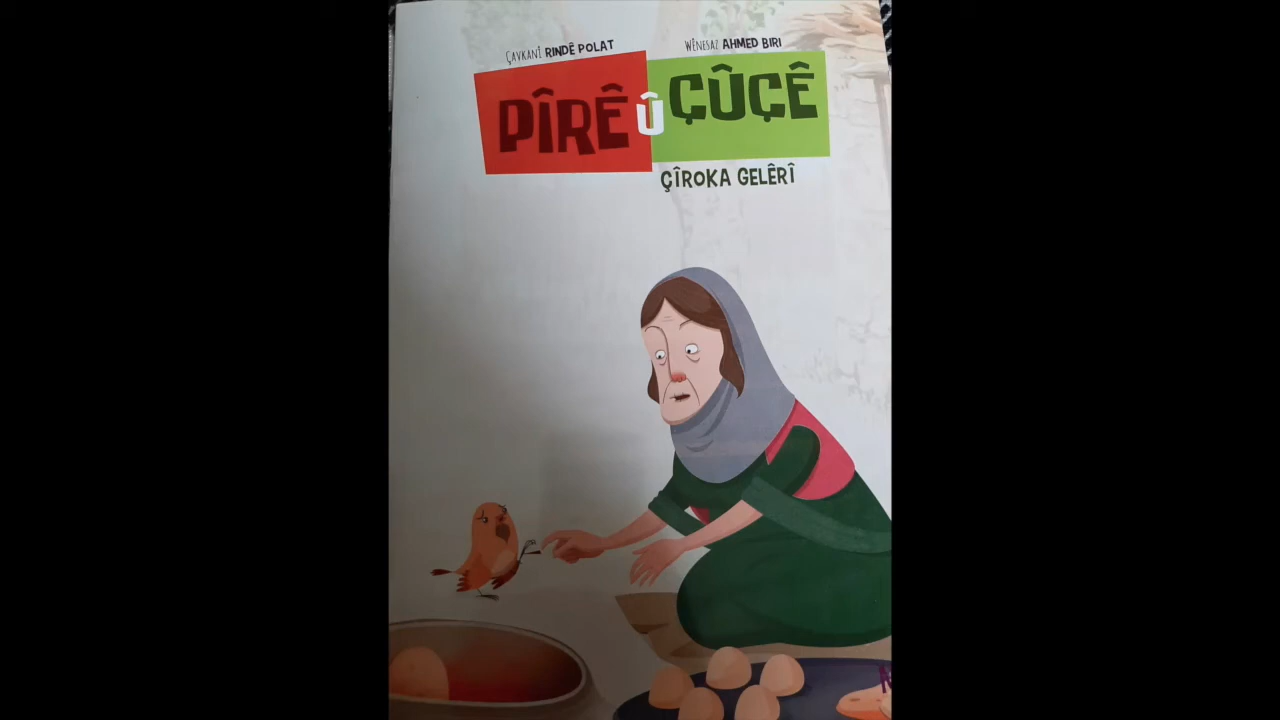 Çavkanî RINDÊ POLAT
Wênesaz AHMED BIRI
PÎRÊ Û ÇÛÇÊ
ÇÎROKA GELÊRÎ